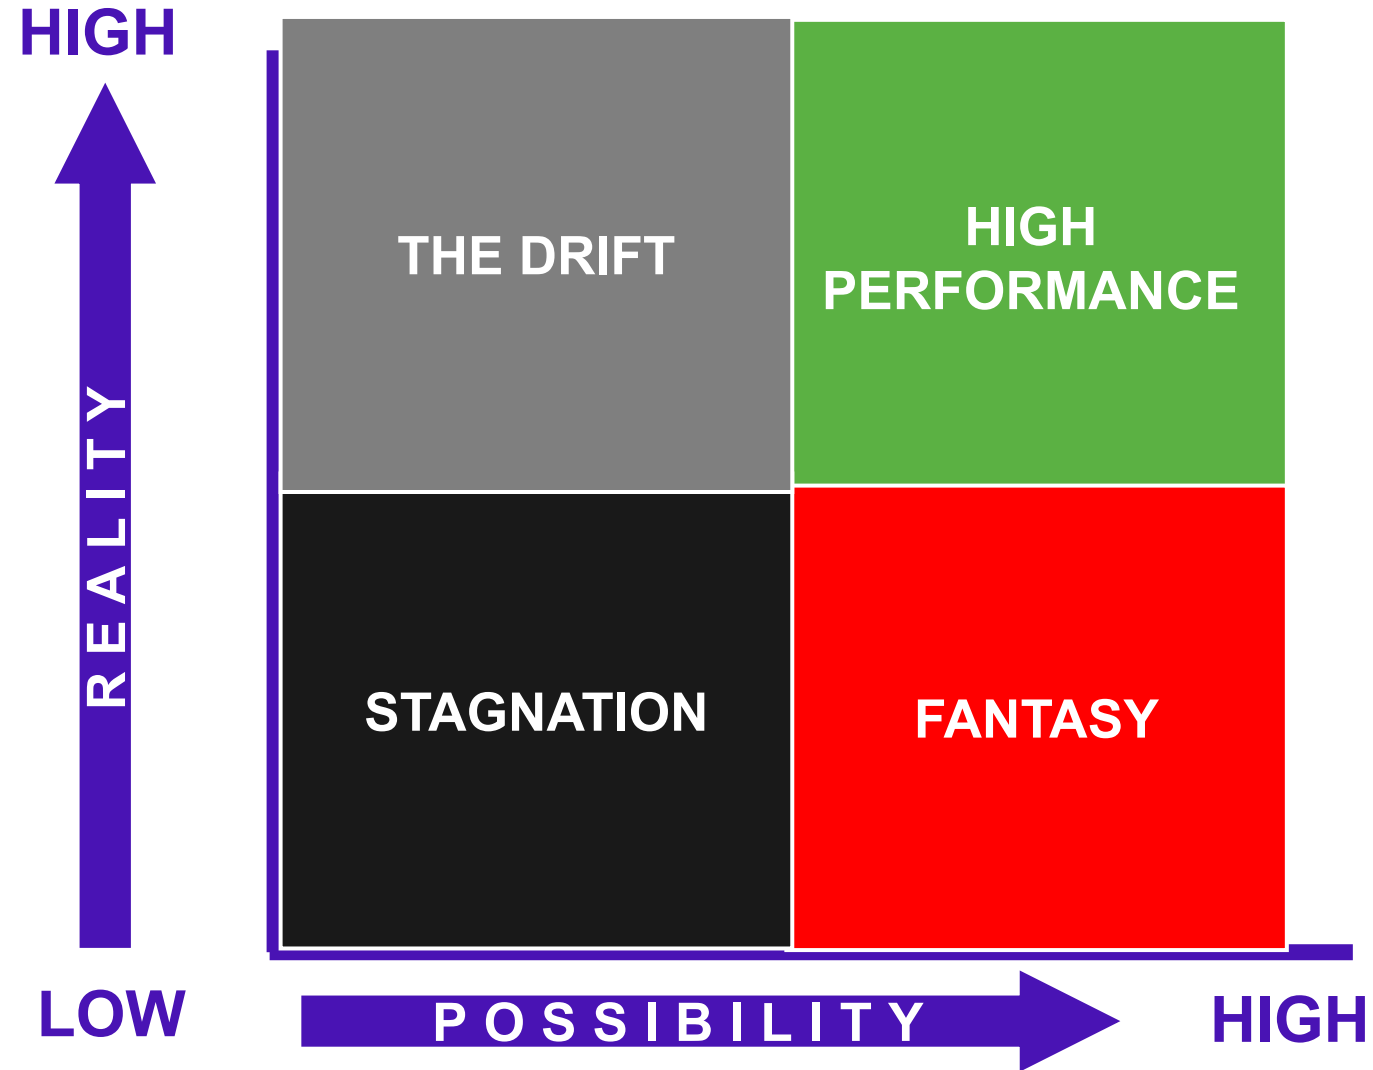 HIGH
THE DRIFT
HIGH
PERFORMANCE
REALITY
STAGNATION
FANTASY
LOW
POSSIBILITY
HIGH